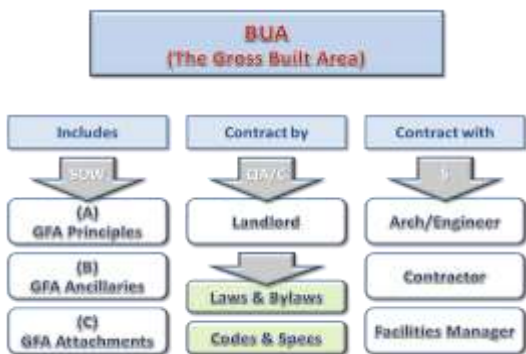 BUA
(The Gross Built Area)
Includes
Contract by
Contract with
SOW
QA/C
$
(A)
GFA Principles
Landlord
Arch/Engineer
(B)
GFA Ancillaries
Laws & Bylaws
Contractor
(C)
GFA Attachments
Codes & Specs
Facilities Manager